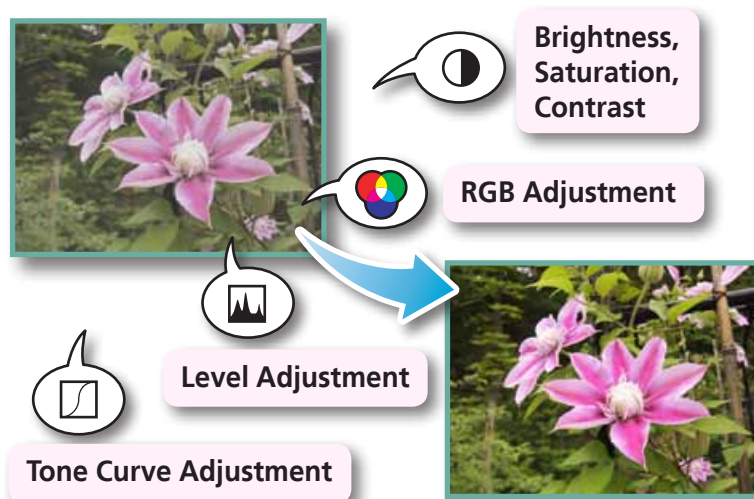 Brightness,
Saturation,
Contrast
RGB Adjustment
Level Adjustment
Tone Curve Adjustment